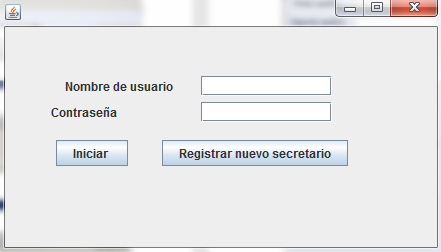 Nombre de usuario
Contraseña
Iniciar
Registrar nuevo secretario